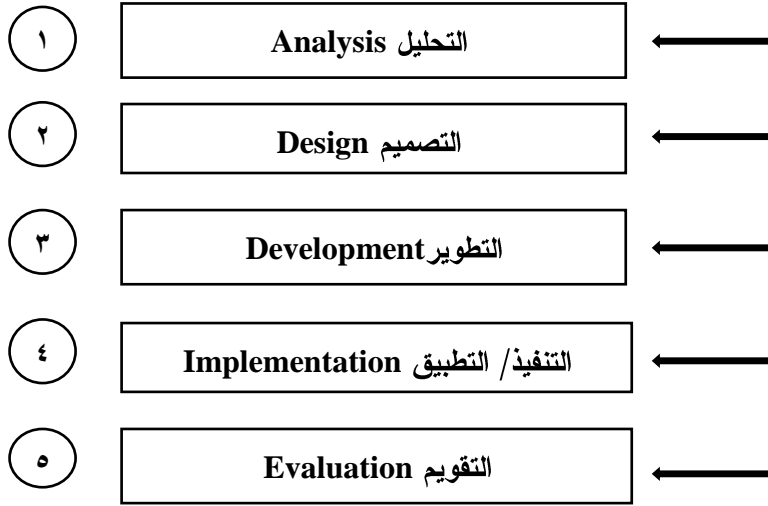 ١
التحليل Analysis
٢
التصميم Design
٣
التطويرDevelopment
٤
التنفيذ/ التطبيق Implementation
٥
التقويم Evaluation